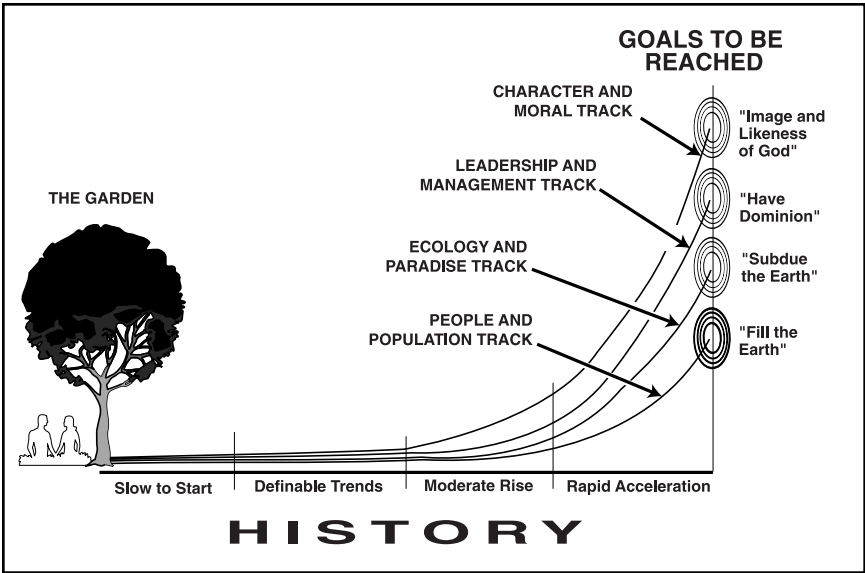 GOALS TO BE
REACHED
CHARACTER AND
MORAL TRACK
"Image and
Likeness
of God"
LEADERSHIP AND
MANAGEMENT TRACK
"Have
Dominion"
THE GARDEN
ECOLOGY AND
PARADISE TRACK
"Subdue
the Earth"
PEOPLE AND
POPULATION TRACK
"Fill the
Earth"
Slow to Start
Definable Trends
Moderate Rise
Rapid Acceleration
HISTORY